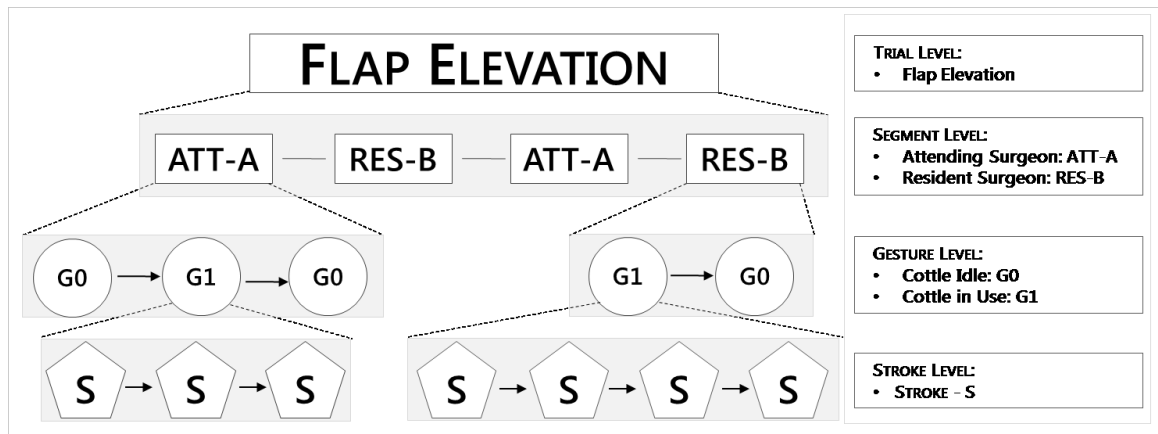 FLAP ELEVATION
ATT-A RES-B ATT-A RES-B
G0 G1 G0 G1 G0
S S S S S S S
TRIAL LEVEL:
• Flap Elevation
SEGMENT LEVEL:
• Attending Surgeon: ATT-A
• Resident Surgeon: RES-B
GESTURE LEVEL:
• Cottle Idle: G0
• Cottle in Use: G1
STROKE LEVEL:
• STROKE - S